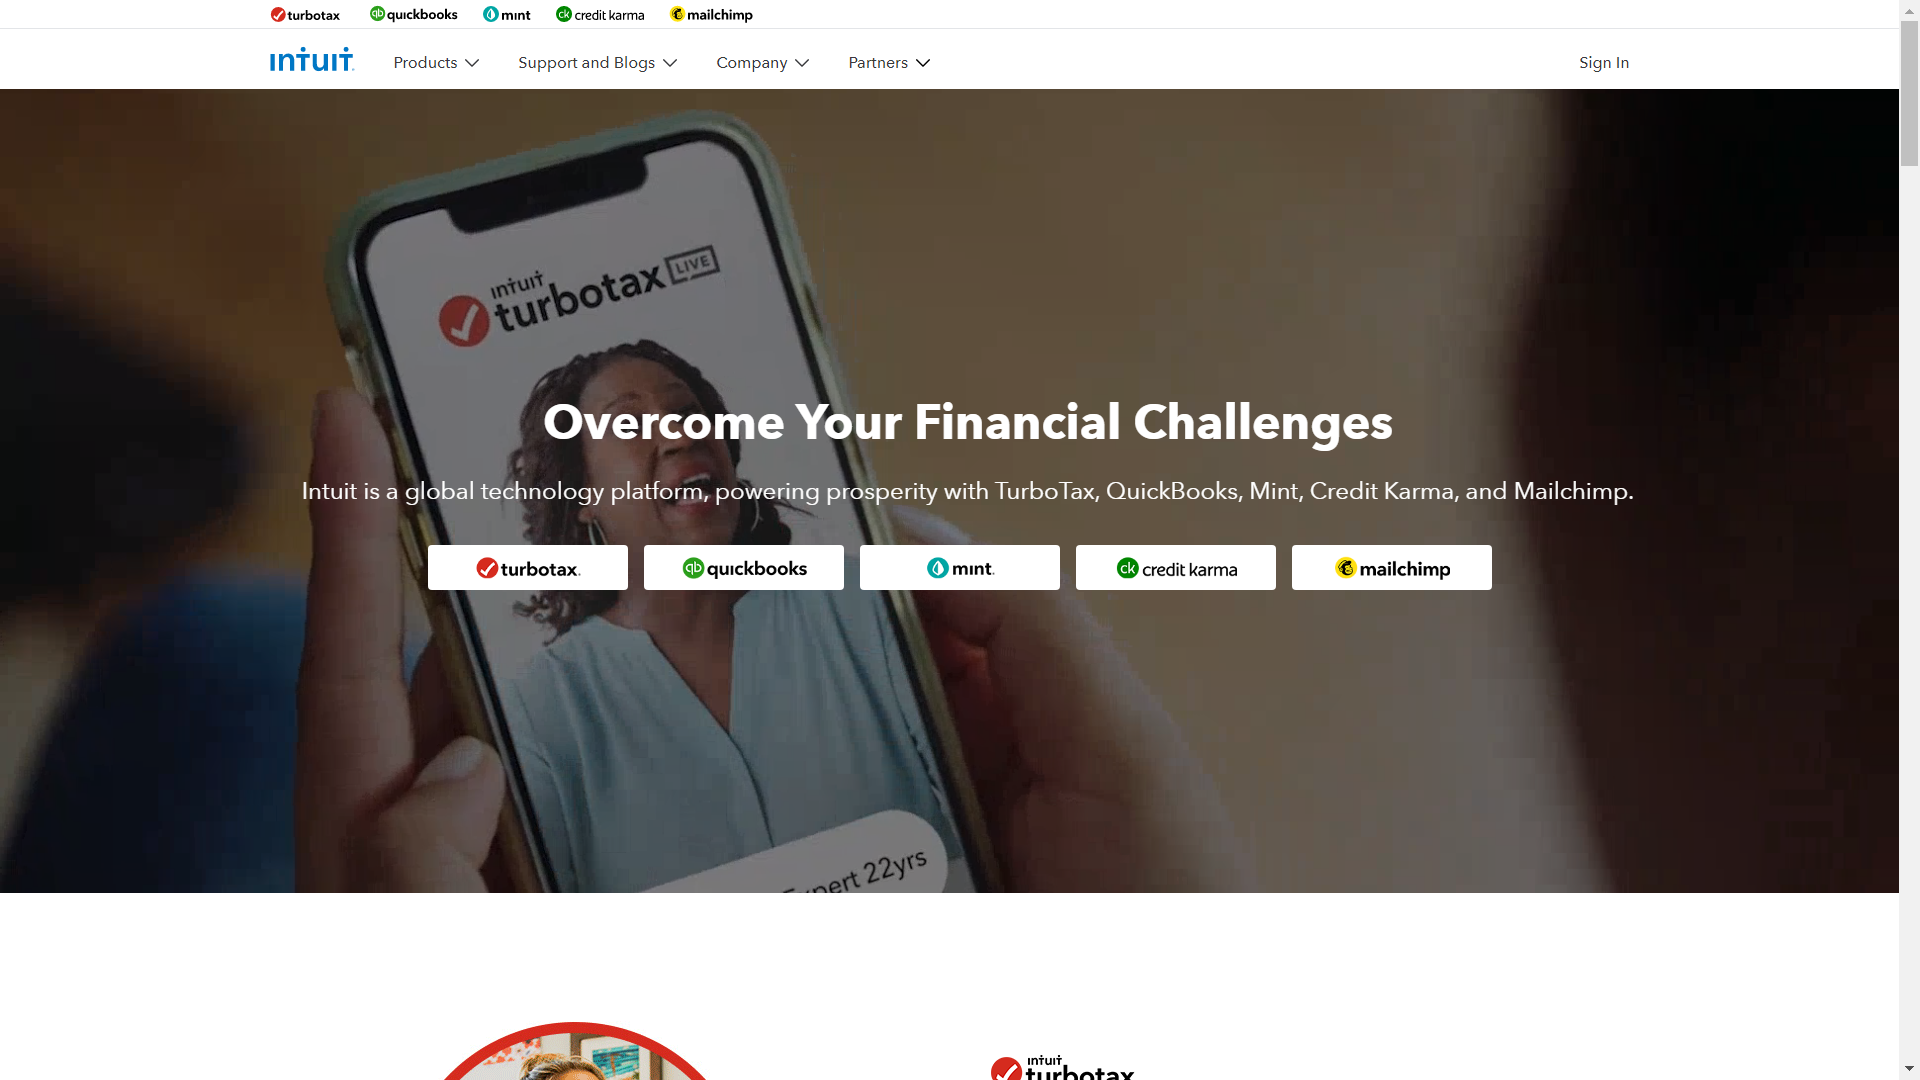 turbotax quickbooks mint credit karma mailchimp
intuit Products Support and Blogs Company Partners Sign In
intuit
turbotax LIVE
Overcome Your Financial Challenges
Intuit is a global technology platform, powering prosperity with TurboTax, QuickBooks, Mint, Credit Karma, and Mailchimp.
turbotax quickbooks mint credit karma mailchimp
Expert 22yrs
intuit
turbotax